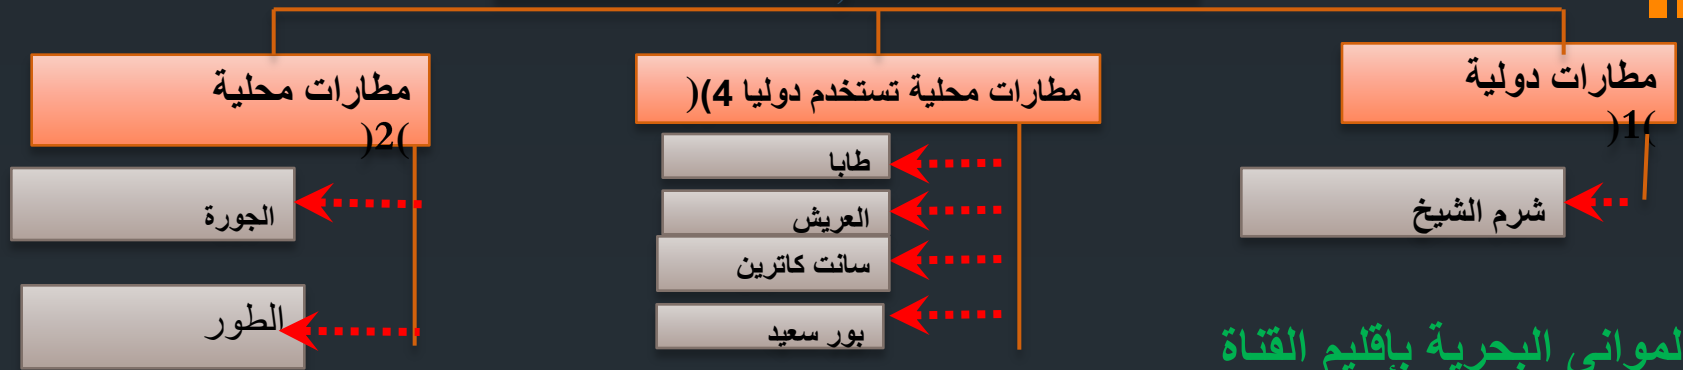 مطارات دولية
)1(
شرم الشيخ
مطارات محلية تستخدم دوليا 4)(
طابا
العريش
سانت كاترين
بور سعيد
مطارات محلية
)2(
الجورة
الطور
لمواني البحرية بإقليم القناة